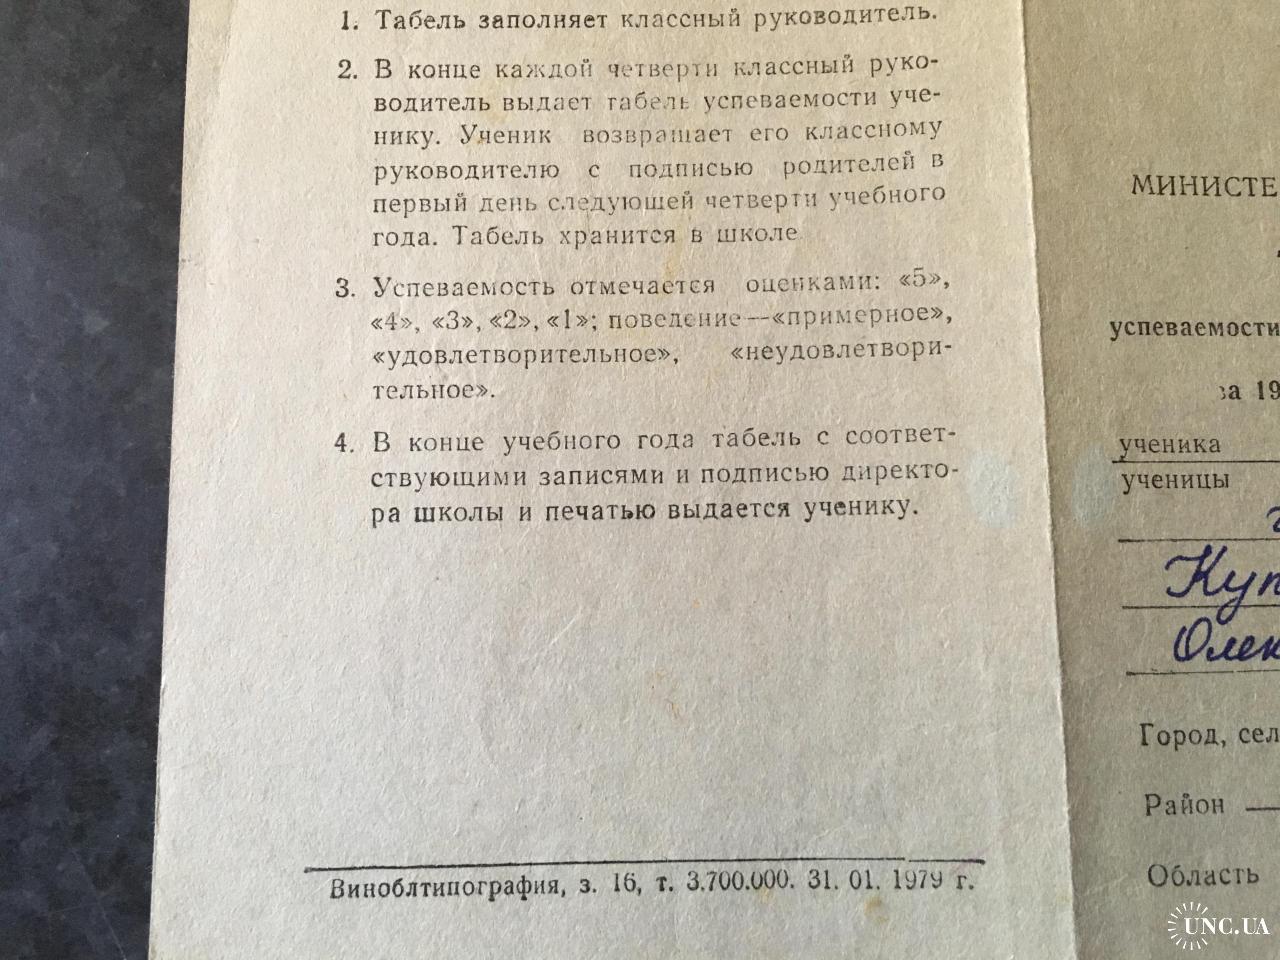 1. Табель заполняет классный руководитель.
2. В конце каждой четверти классный руко-
водитель выдает табель успеваемости уче-
нику. Ученик возвращает его классному
руководителю с подписью родителей в
первый день следующей четверти учебного
года. Табель хранится в школе
3. Успеваемость отмечается оценками: «5»,
«4», «3», «2», «1»; поведение—«примерное»,
«удовлетворительное», «неудовлетвори-
тельное».
4. В конце учебного года табель с соответ-
ствующими записями и подписью директо-
ра школы и печатью выдается ученику.
Виноблтипография, з. 16, т. 3.700.000. 31. 01. 1979 г.
МИНИСТЕ
успеваемости
за 19
ученика
ученицы
Куп
Олек
Город, сел
Район
Область
UNC.UA